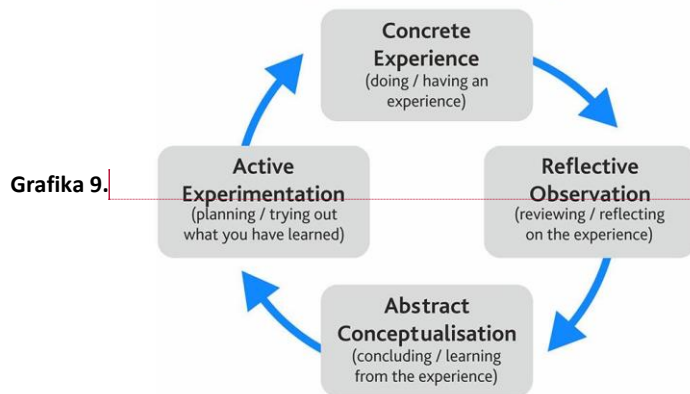 Concrete
Experience
(doing / having an
experience)
Grafika 9.
Active
Experimentation
(planning / trying out
what you have learned)
Reflective
Observation
(reviewing / reflecting
on the experience)
Abstract
Conceptualisation
(concluding / learning
from the experience)